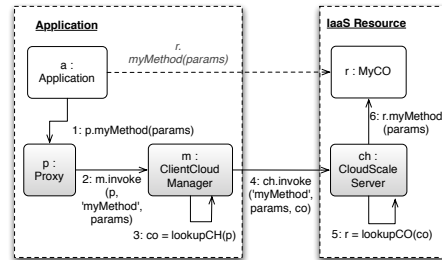 Application
IaaS Resource
a :
Application
r.
myMethod(params)
r : MyCO
1: p.myMethod(params)
6: r.myMethod
(params)
p :
Proxy
2: m.invoke
(p,
'myMethod',
params)
m :
ClientCloud
Manager
4: ch.invoke
('myMethod',
params, co)
ch :
CloudScale
Server
3: co = lookupCH(p)
5: r = lookupCO(co)